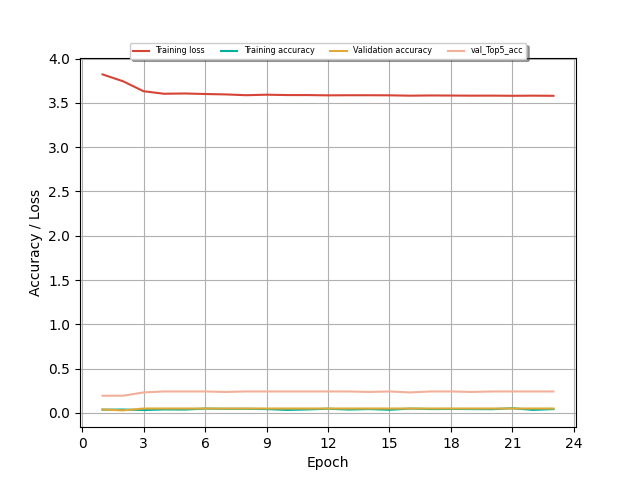 Training loss Training accuracy Validation accuracy val_Top5_acc
4.0
3.5
3.0
2.5
2.0
1.5
1.0
0.5
0.0
Accuracy / Loss
0 3 6 9 12 15 18 21 24
Epoch